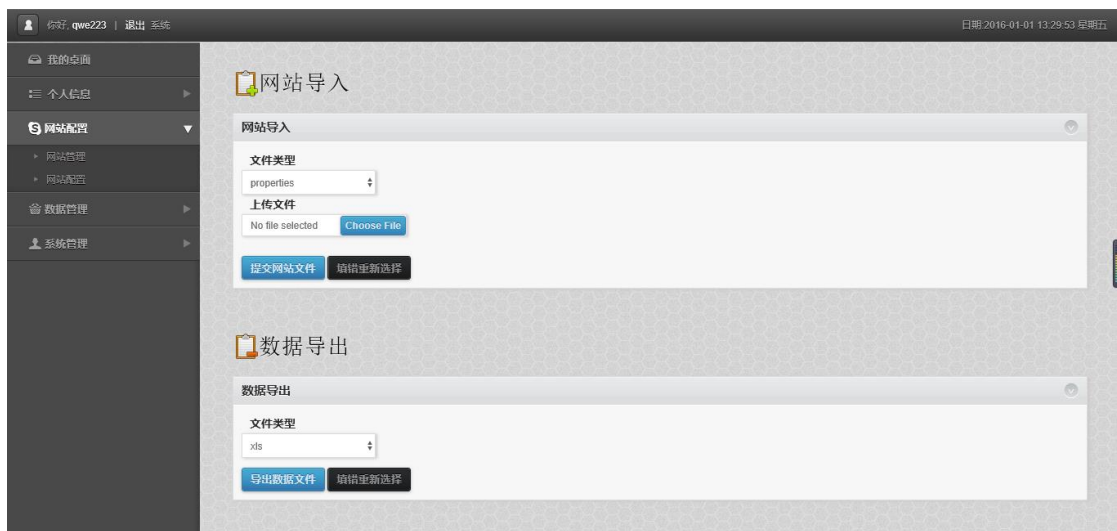 你好, qwe223 | 退出 系统
日期:2016-01-01 13:29:53 星期五
我的桌面
个人信息
网站配置
网站管理
网站配置
数据管理
系统管理
网站导入
网站导入
文件类型
properties
上传文件
No file selected Choose File
提交网站文件 填错重新选择
数据导出
数据导出
文件类型
xls
导出数据文件 填错重新选择